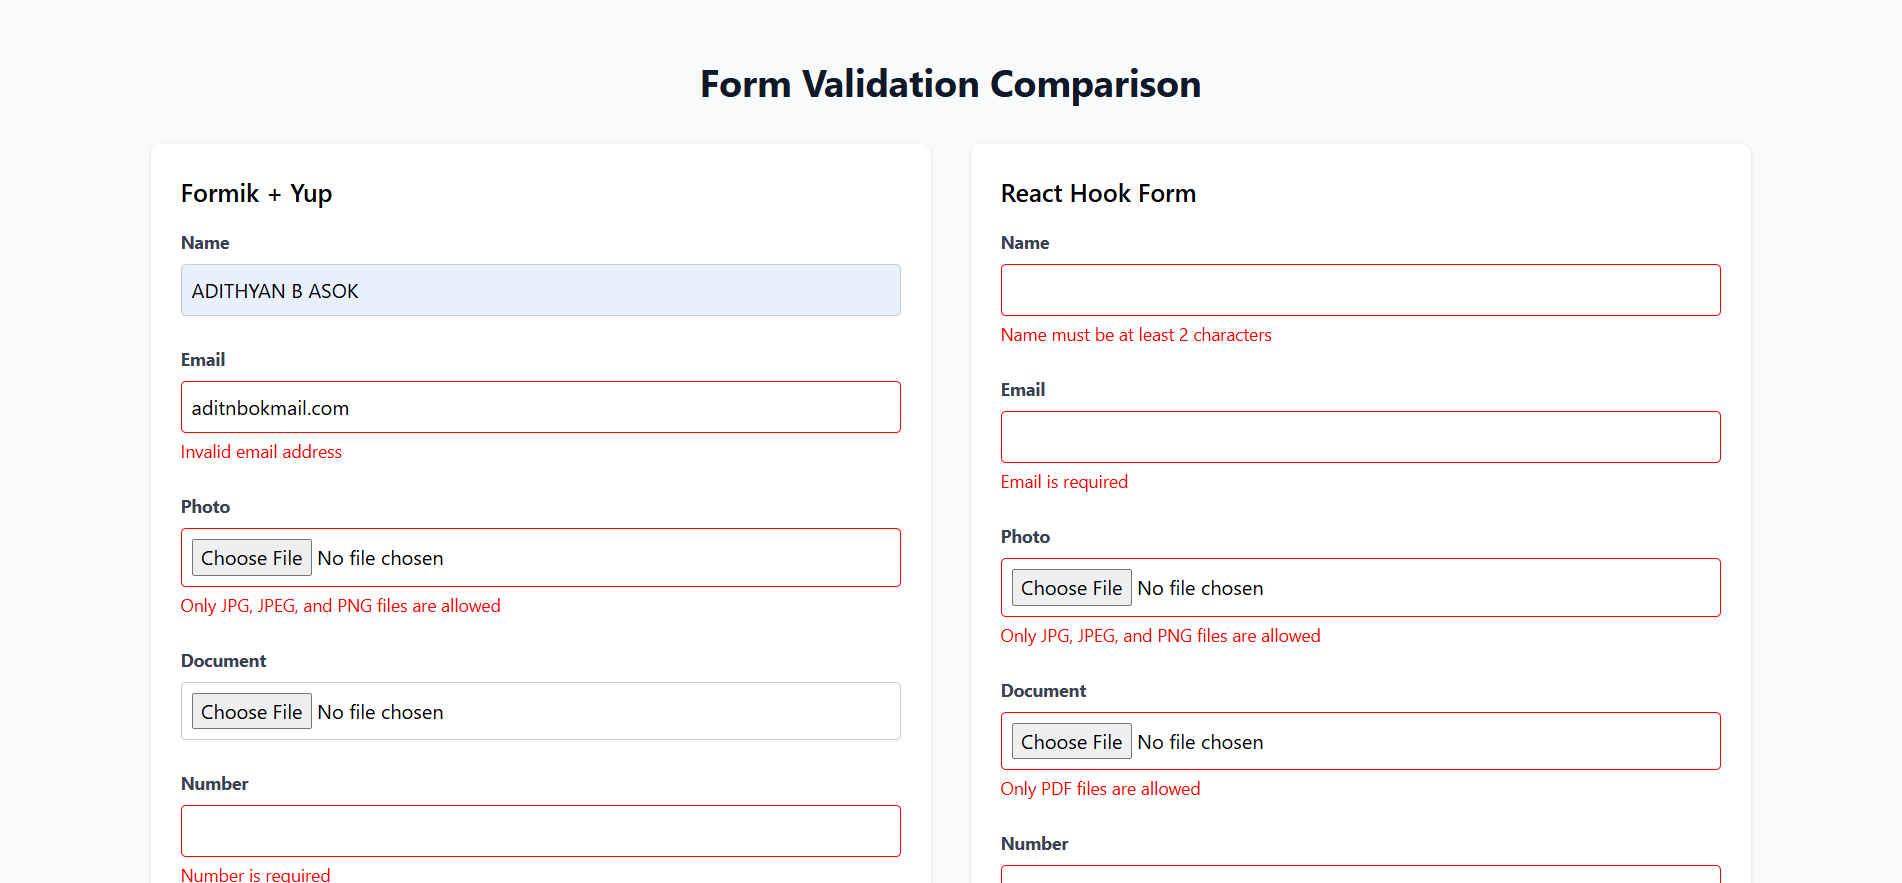 Form Validation Comparison
Formik + Yup
Name
ADITHYAN B ASOK
Email
aditnbokmail.com
Invalid email address
Photo
Choose File No file chosen
Only JPG, JPEG, and PNG files are allowed
Document
Choose File No file chosen
Number
Number is required
React Hook Form
Name
Name must be at least 2 characters
Email
Email is required
Photo
Choose File No file chosen
Only JPG, JPEG, and PNG files are allowed
Document
Choose File No file chosen
Only PDF files are allowed
Number